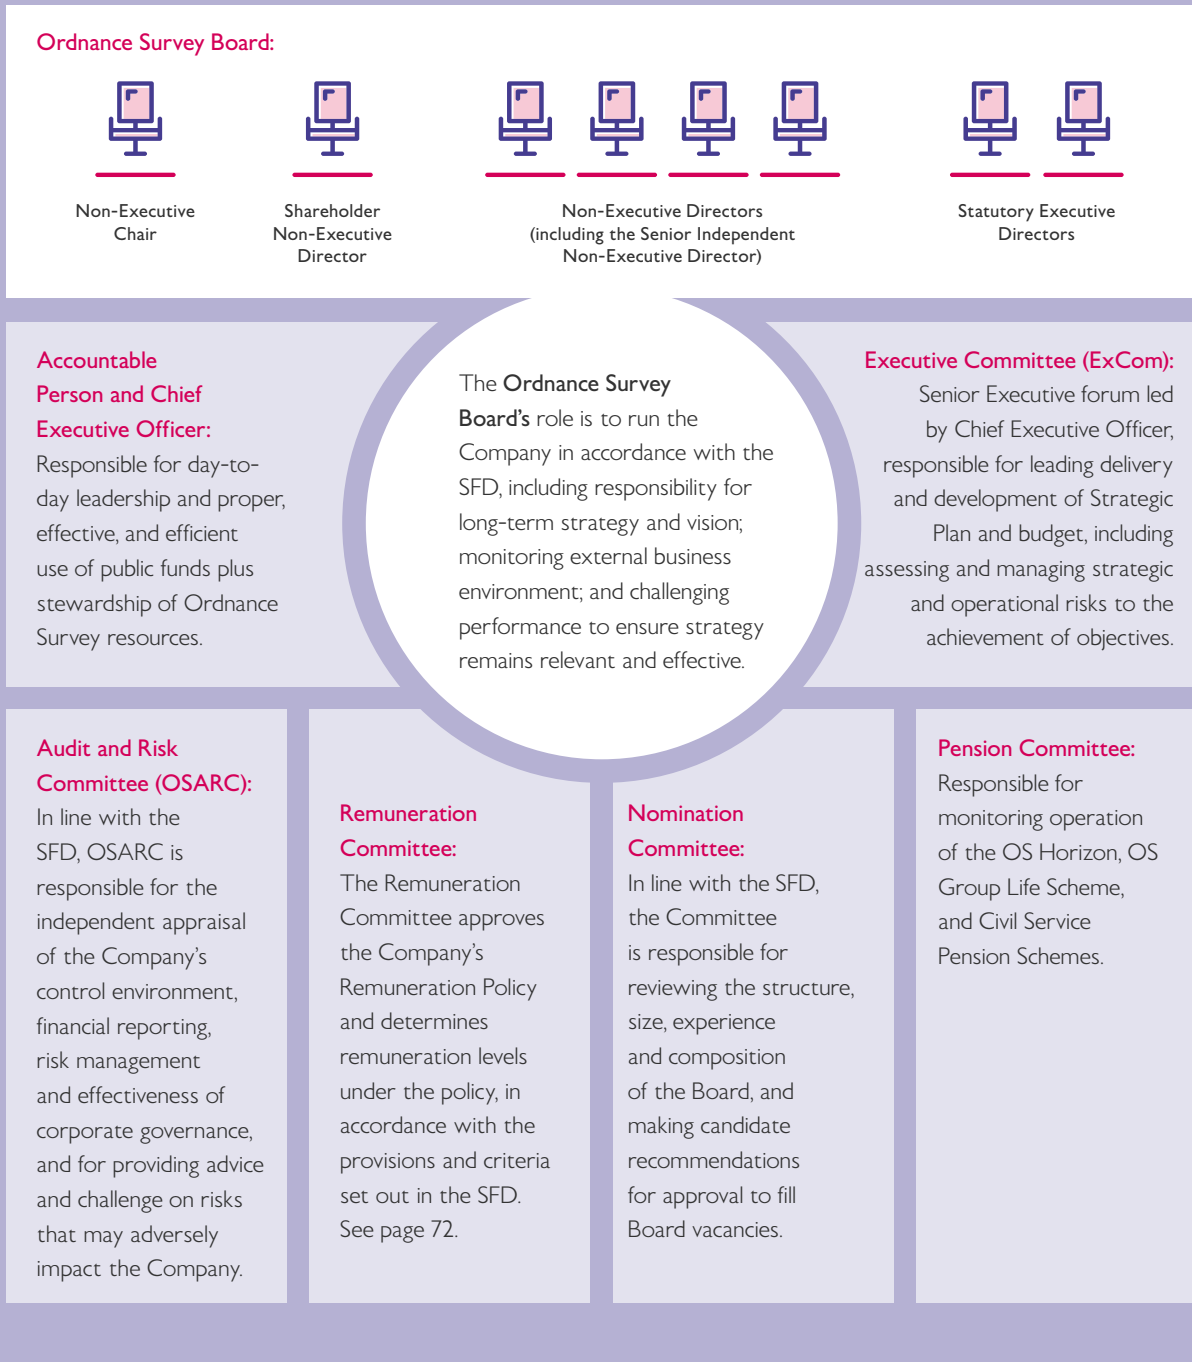 Ordnance Survey Board:
Non-Executive
Chair
Shareholder
Non-Executive
Director
Non-Executive Directors
(including the Senior Independent
Non-Executive Director)
Statutory Executive
Directors
Accountable
Person and Chief
Executive Officer:
Responsible for day-to-
day leadership and proper,
effective, and efficient
use of public funds plus
stewardship of Ordnance
Survey resources.
The Ordnance Survey
Board's role is to run the
Company in accordance with the
SFD, including responsibility for
long-term strategy and vision;
monitoring external business
environment; and challenging
performance to ensure strategy
remains relevant and effective.
Executive Committee (ExCom):
Senior Executive forum led
by Chief Executive Officer,
responsible for leading delivery
and development of Strategic
Plan and budget, including
assessing and managing strategic
and operational risks to the
achievement of objectives.
Audit and Risk
Committee (OSARC):
In line with the
SFD, OSARC is
responsible for the
independent appraisal
of the Company's
control environment,
financial reporting,
risk management
and effectiveness of
corporate governance,
and for providing advice
and challenge on risks
that may adversely
impact the Company.
Remuneration
Committee:
The Remuneration
Committee approves
the Company's
Remuneration Policy
and determines
remuneration levels
under the policy, in
accordance with the
provisions and criteria
set out in the SFD.
See page 72.
Nomination
Committee:
In line with the SFD,
the Committee
is responsible for
reviewing the structure,
size, experience
and composition
of the Board, and
making candidate
recommendations
for approval to fill
Board vacancies.
Pension Committee:
Responsible for
monitoring operation
of the OS Horizon, OS
Group Life Scheme,
and Civil Service
Pension Schemes.